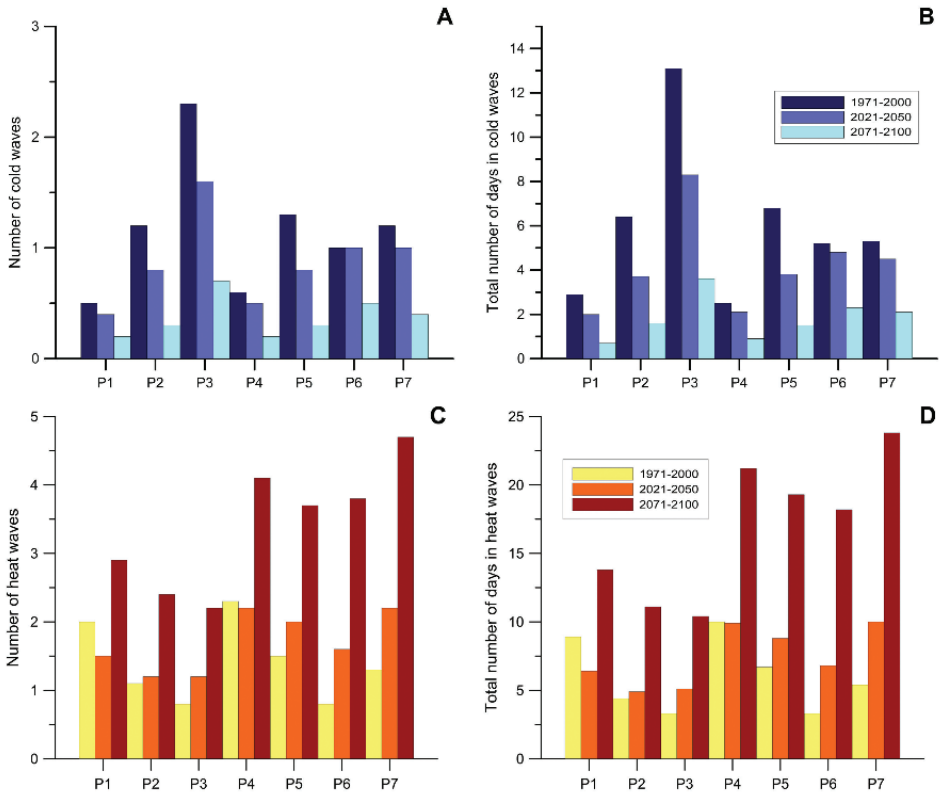 A
Number of cold waves
3
2
1
0
P1 P2 P3 P4 P5 P6 P7
B
Total number of days in cold waves
14
12
10
8
6
4
2
0
1971-2000
2021-2050
2071-2100
P1 P2 P3 P4 P5 P6 P7
C
Number of heat waves
5
4
3
2
1
0
P1 P2 P3 P4 P5 P6 P7
D
Total number of days in heat waves
25
20
15
10
5
0
1971-2000
2021-2050
2071-2100
P1 P2 P3 P4 P5 P6 P7